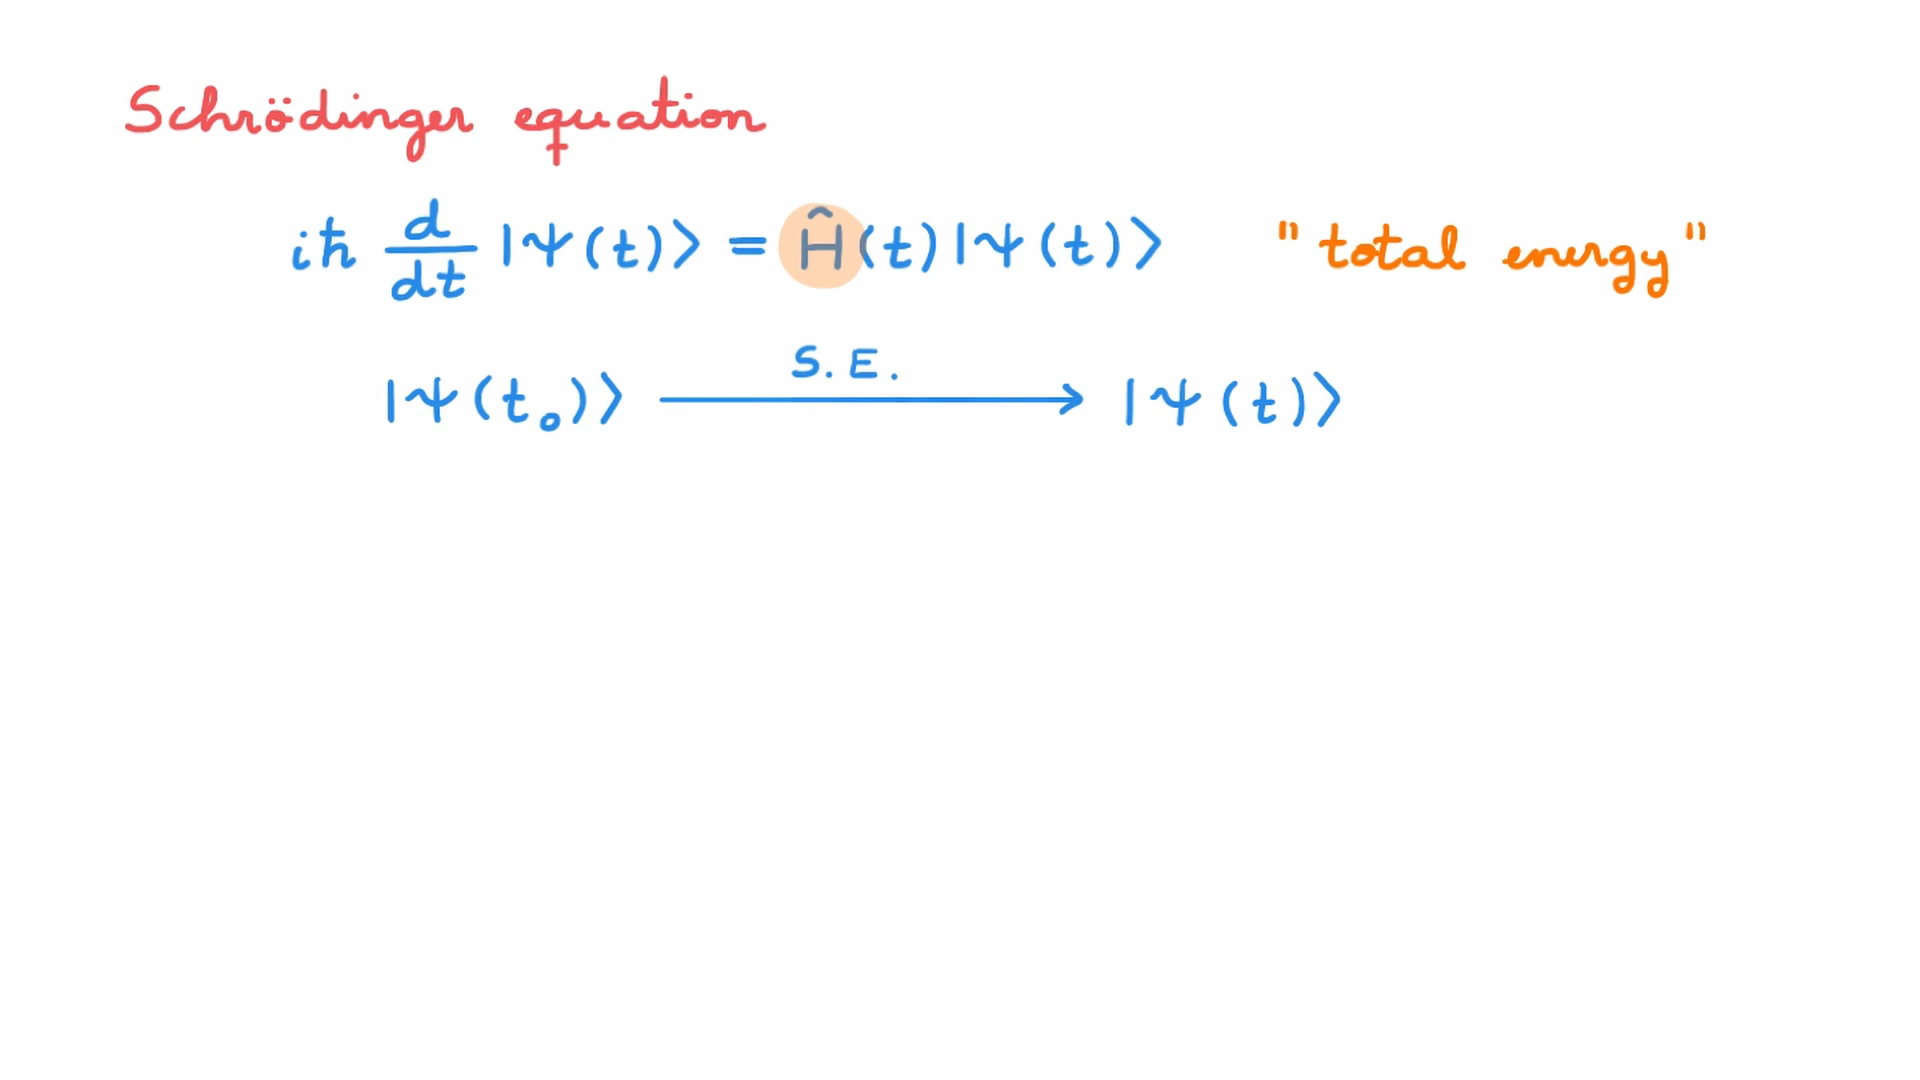 Schrödinger equation
iħ d/dt |Ψ(t)⟩ = Ĥ(t)|Ψ(t)⟩ "total energy"
S.E.
|Ψ(t₀)⟩ ⟶ |Ψ(t)⟩